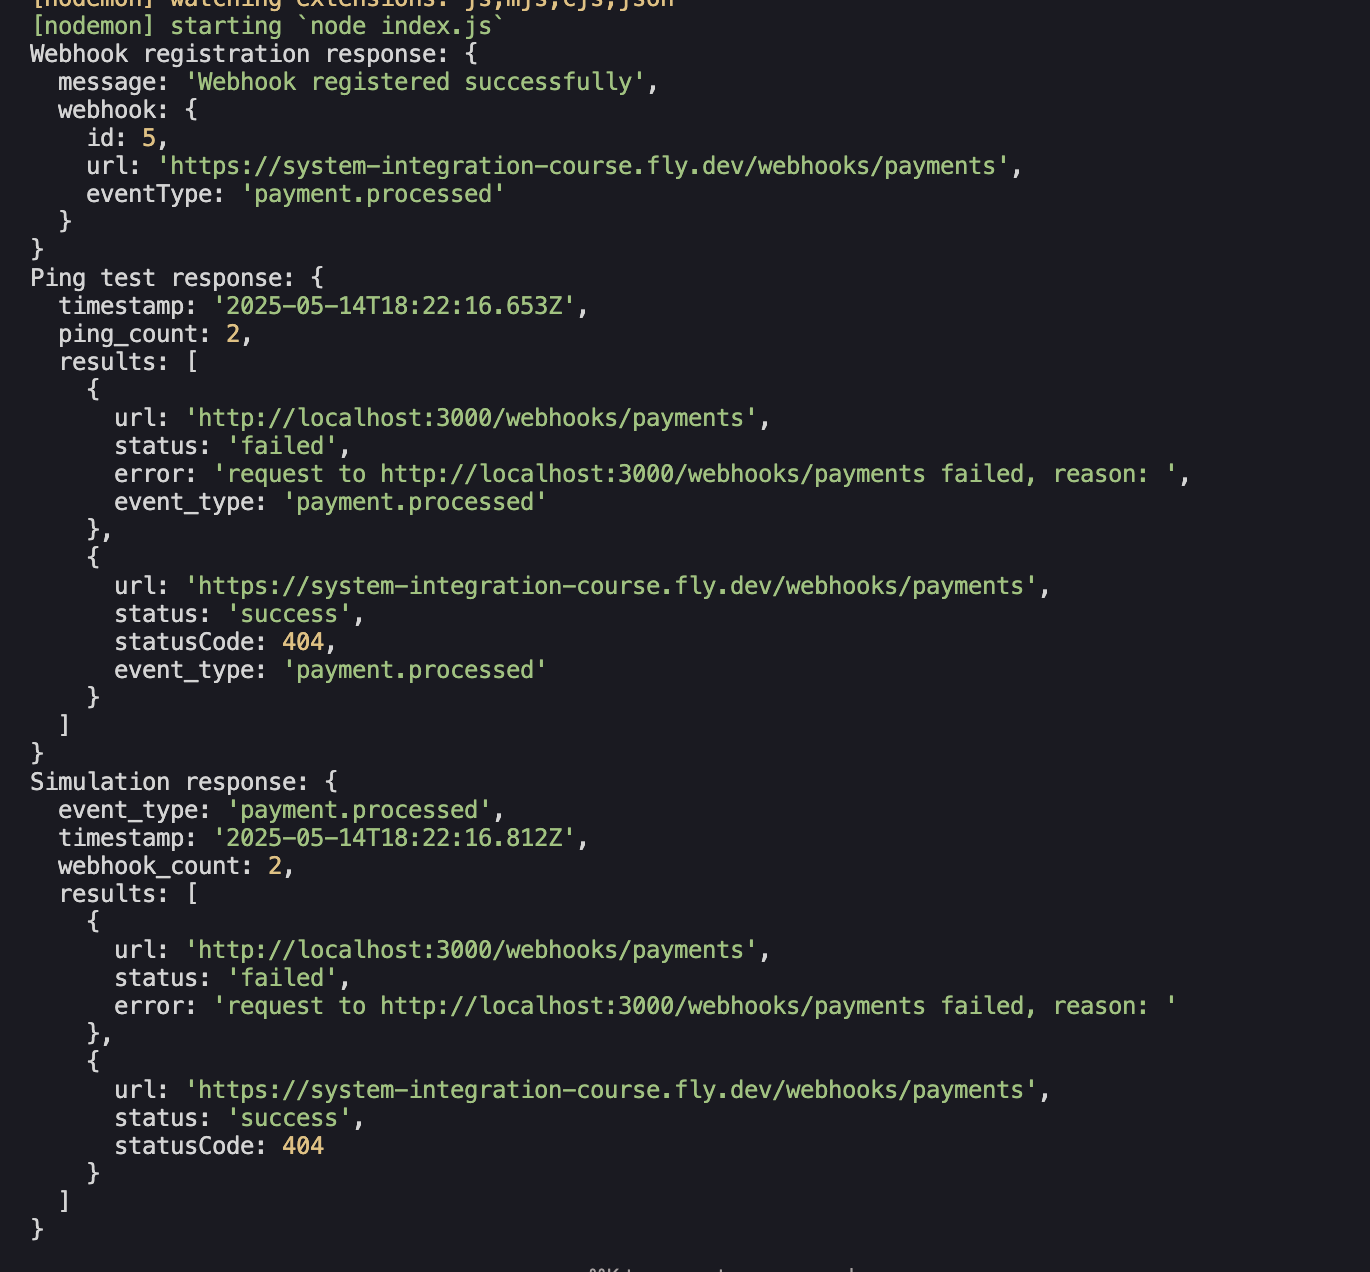 [nodemon] watching extensions: js,mjs,cjs,json
[nodemon] starting `node index.js`
Webhook registration response: {
  message: 'Webhook registered successfully',
  webhook: {
    id: 5,
    url: 'https://system-integration-course.fly.dev/webhooks/payments',
    eventType: 'payment.processed'
  }
}
Ping test response: {
  timestamp: '2025-05-14T18:22:16.653Z',
  ping_count: 2,
  results: [
    {
      url: 'http://localhost:3000/webhooks/payments',
      status: 'failed',
      error: 'request to http://localhost:3000/webhooks/payments failed, reason: ',
      event_type: 'payment.processed'
    },
    {
      url: 'https://system-integration-course.fly.dev/webhooks/payments',
      status: 'success',
      statusCode: 404,
      event_type: 'payment.processed'
    }
  ]
}
Simulation response: {
  event_type: 'payment.processed',
  timestamp: '2025-05-14T18:22:16.812Z',
  webhook_count: 2,
  results: [
    {
      url: 'http://localhost:3000/webhooks/payments',
      status: 'failed',
      error: 'request to http://localhost:3000/webhooks/payments failed, reason: '
    },
    {
      url: 'https://system-integration-course.fly.dev/webhooks/payments',
      status: 'success',
      statusCode: 404
    }
  ]
}